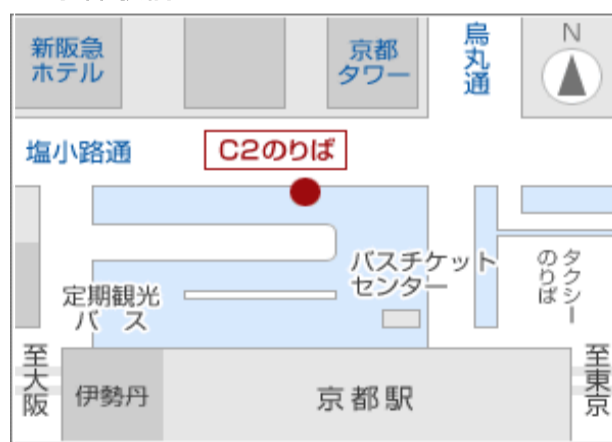 新阪急
ホテル
京都
タワー
烏丸通
N
塩小路通
C2のりば
バスチケット
センター
タクシー
のりば
定期観光
バス
至大阪
伊勢丹
京都駅
至東京